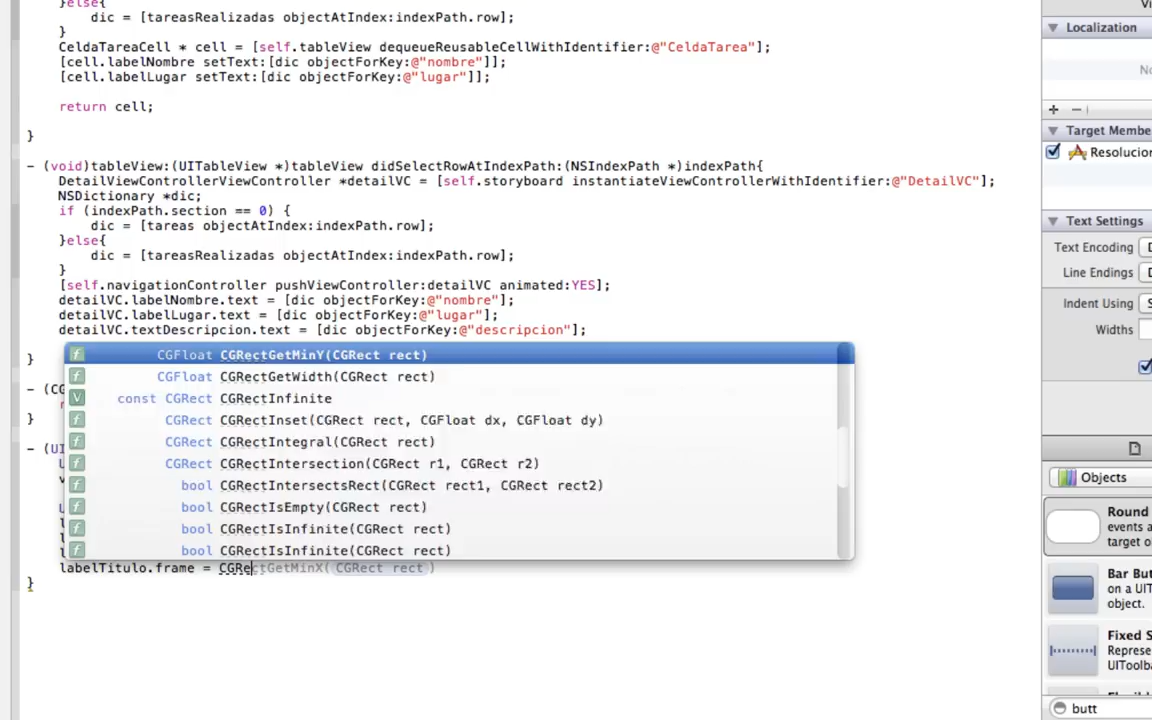 }else{
dic = [tareasRealizadas objectAtIndex:indexPath.row];
}
CeldaTareaCell * cell = [self.tableView dequeueReusableCellWithIdentifier:@"CeldaTarea"];
[cell.labelNombre setText:[dic objectForKey:@"nombre"]];
[cell.labelLugar setText:[dic objectForKey:@"lugar"]];
return cell;
}
- (void)tableView:(UITableView *)tableView didSelectRowAtIndexPath:(NSIndexPath *)indexPath{
DetailViewControllerViewController *detailVC = [self.storyboard instantiateViewControllerWithIdentifier:@"DetailVC"];
NSDictionary *dic;
if (indexPath.section == 0) {
dic = [tareas objectAtIndex:indexPath.row];
}else{
dic = [tareasRealizadas objectAtIndex:indexPath.row];
}
[self.navigationController pushViewController:detailVC animated:YES];
detailVC.labelNombre.text = [dic objectForKey:@"nombre"];
detailVC.labelLugar.text = [dic objectForKey:@"lugar"];
detailVC.textDescripcion.text = [dic objectForKey:@"descripcion"];
}
- (CG
}
- (UI
f CGFloat CGRectGetMinY(CGRect rect)
f CGFloat CGRectGetWidth(CGRect rect)
V const CGRect CGRectInfinite
f CGRect CGRectInset(CGRect rect, CGFloat dx, CGFloat dy)
f CGRect CGRectIntegral(CGRect rect)
f CGRect CGRectIntersection(CGRect r1, CGRect r2)
f bool CGRectIntersectsRect(CGRect rect1, CGRect rect2)
f bool CGRectIsEmpty(CGRect rect)
f bool CGRectIsInfinite(CGRect rect)
f bool CGRectIsInfinite(CGRect rect)
labelTitulo.frame = CGRectGetMinX(CGRect rect)
}
Localization
+ -
Target Membe
Resolucion
Text Settings
Text Encoding
Line Endings
Indent Using
Widths
Objects
Round
events a
target o
Bar But
on a UIT
object.
Fixed S
Represe
UIToolba
butt